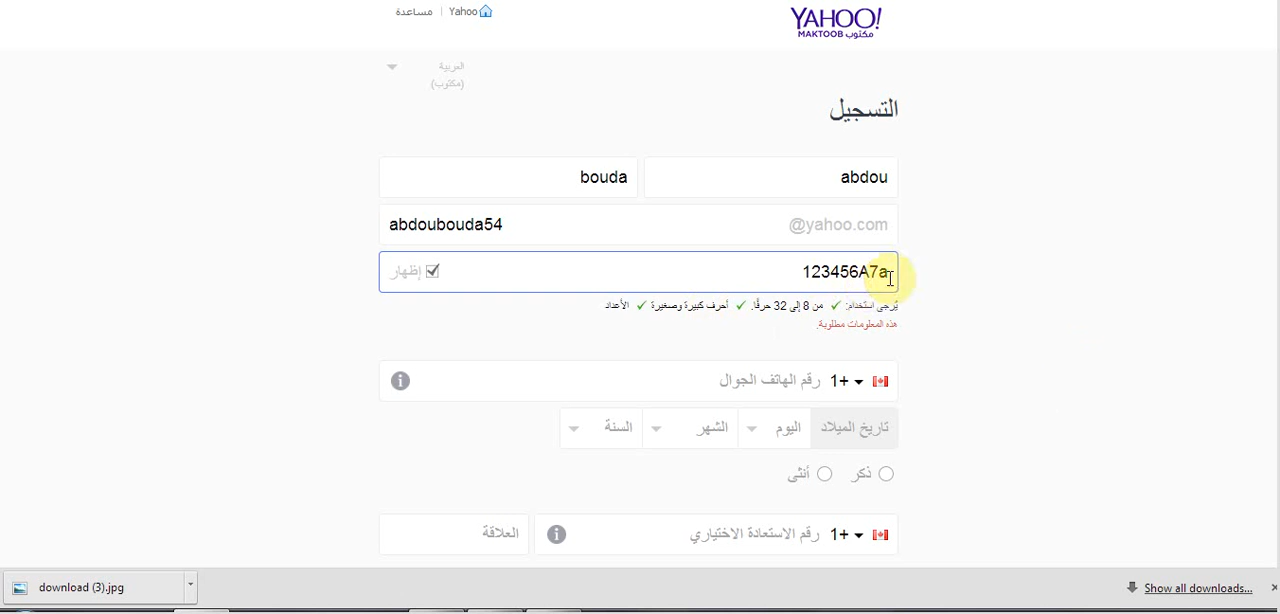 YAHOO!
MAKTOOB مكتوب
Yahoo | مساعدة
العربية
(مكتوب)
التسجيل
abdou
bouda
abdoubouda54 @yahoo.com
123456A7a
إظهار
يُرجى استخدام: ✓ من 8 إلى 32 حرفًا. ✓ أحرف كبيرة وصغيرة ✓ الأعداد
هذه المعلومات مطلوبة.
+1 رقم الهاتف الجوال
تاريخ الميلاد اليوم الشهر السنة
ذكر أنثى
+1 رقم الاستعادة الاختياري العلاقة
download (3).jpg
Show all downloads...